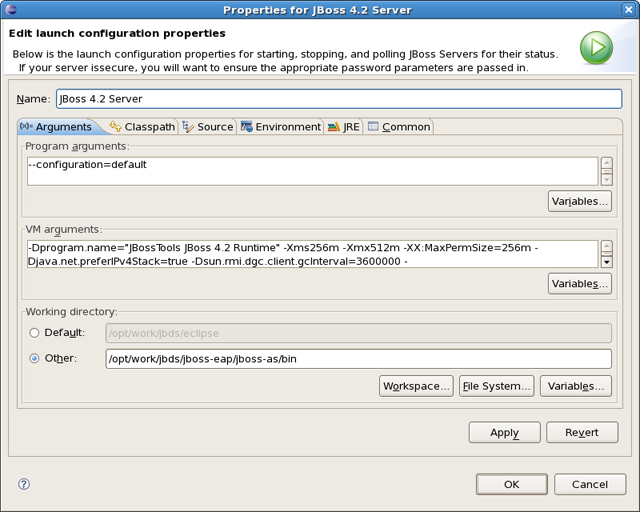 Properties for JBoss 4.2 Server
Edit launch configuration properties
Below is the launch configuration properties for starting, stopping, and polling JBoss Servers for their status.
If your server issecure, you will want to ensure the appropriate password parameters are passed in.
Name: JBoss 4.2 Server
Arguments Classpath Source Environment JRE Common
Program arguments:
--configuration=default
Variables...
VM arguments:
-Dprogram.name="JBossTools JBoss 4.2 Runtime" -Xms256m -Xmx512m -XX:MaxPermSize=256m -
Djava.net.preferIPv4Stack=true -Dsun.rmi.dgc.client.gcInterval=3600000 -
Variables...
Working directory:
Default: /opt/work/jbds/eclipse
Other: /opt/work/jbds/jboss-eap/jboss-as/bin
Workspace... File System... Variables...
Apply Revert
OK Cancel